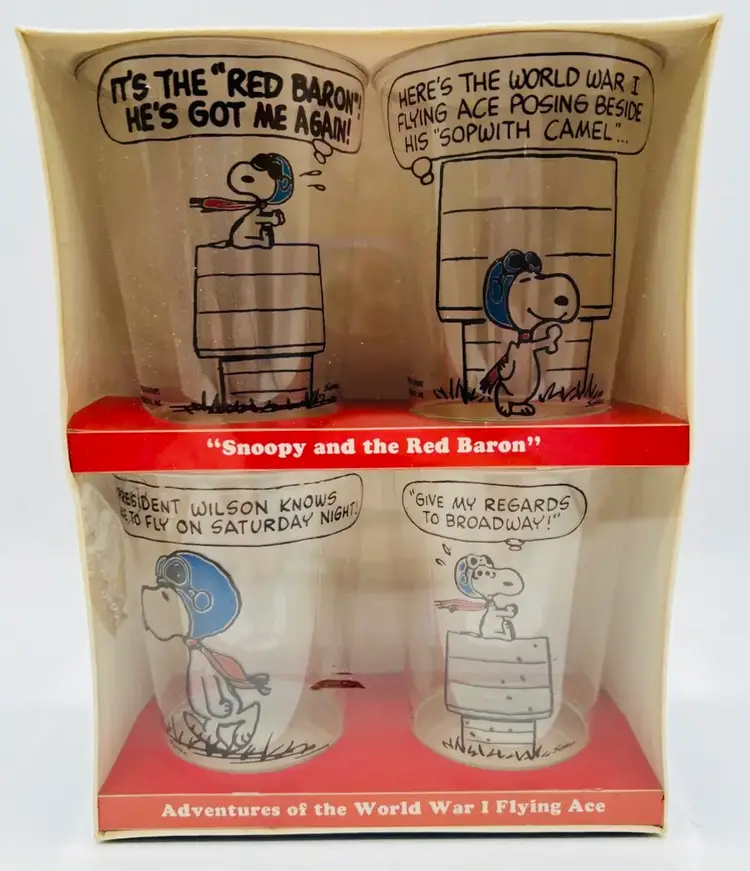 IT'S THE "RED BARON"!
HE'S GOT ME AGAIN!
HERE'S THE WORLD WAR I
FLYING ACE POSING BESIDE
HIS "SOPWITH CAMEL"...
"Snoopy and the Red Baron"
PRESIDENT WILSON KNOWS
TO FLY ON SATURDAY NIGHT!
"GIVE MY REGARDS
TO BROADWAY!"
Adventures of the World War I Flying Ace